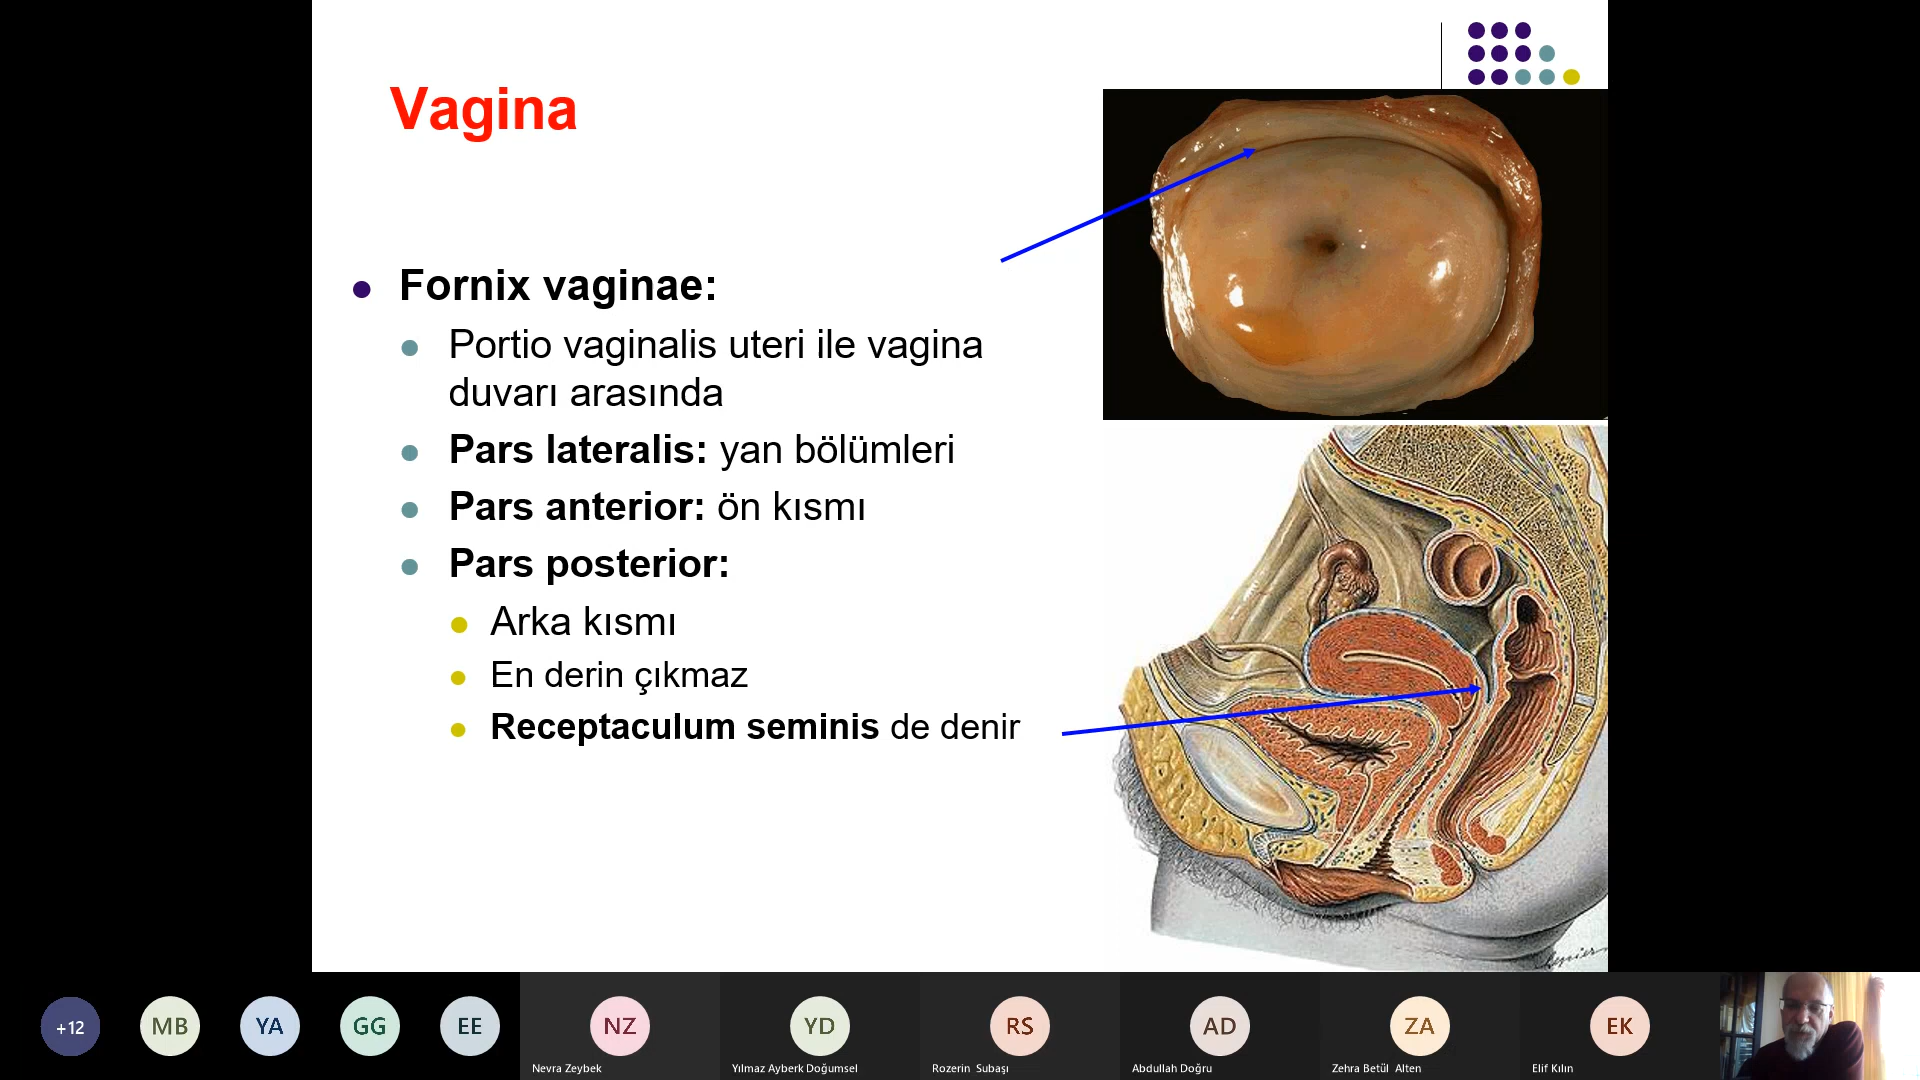 Vagina
Fornix vaginae:
Portio vaginalis uteri ile vagina
duvarı arasında
Pars lateralis: yan bölümleri
Pars anterior: ön kısmı
Pars posterior:
Arka kısmı
En derin çıkmaz
Receptaculum seminis de denir
+12
MB
YA
GG
EE
NZ
YD
RS
AD
ZA
EK
Nevra Zeybek
Yılmaz Ayberk Doğumsel
Rozerin Subaşı
Abdullah Doğru
Zehra Betül Alten
Elif Kılın